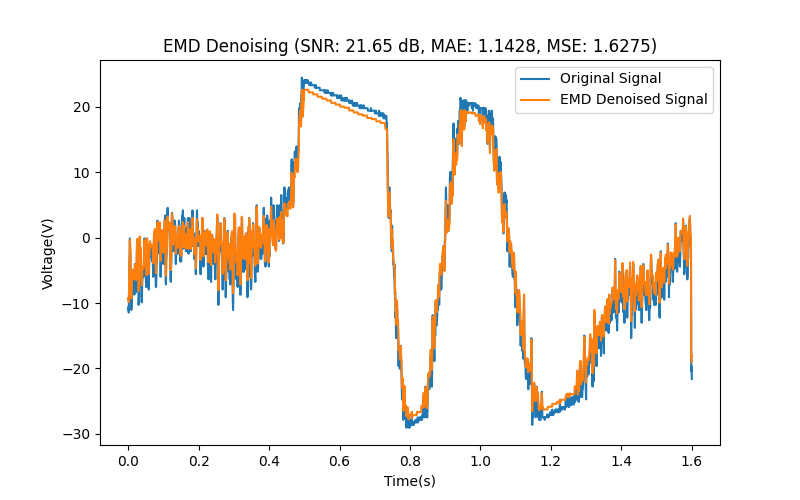 EMD Denoising (SNR: 21.65 dB, MAE: 1.1428, MSE: 1.6275)
Original Signal
EMD Denoised Signal
Voltage(V)
20
10
0
−10
−20
−30
0.0 0.2 0.4 0.6 0.8 1.0 1.2 1.4 1.6
Time(s)